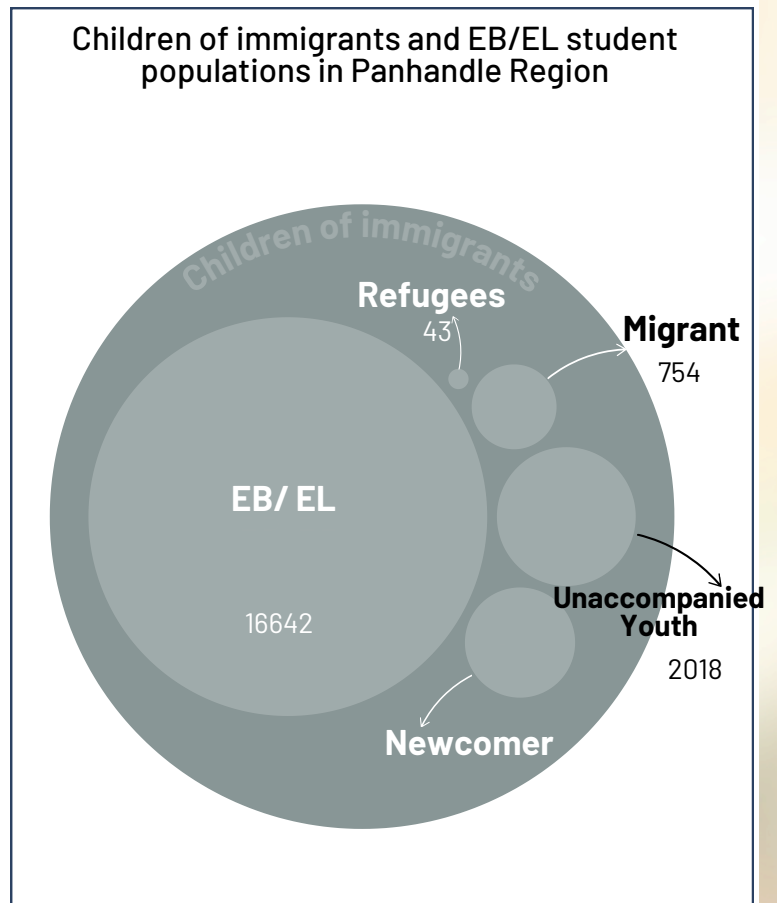 Children of immigrants and EB/EL student
populations in Panhandle Region
Children of immigrants
Refugees
43
Migrant
754
EB/ EL
16642
Unaccompanied
Youth
2018
Newcomer